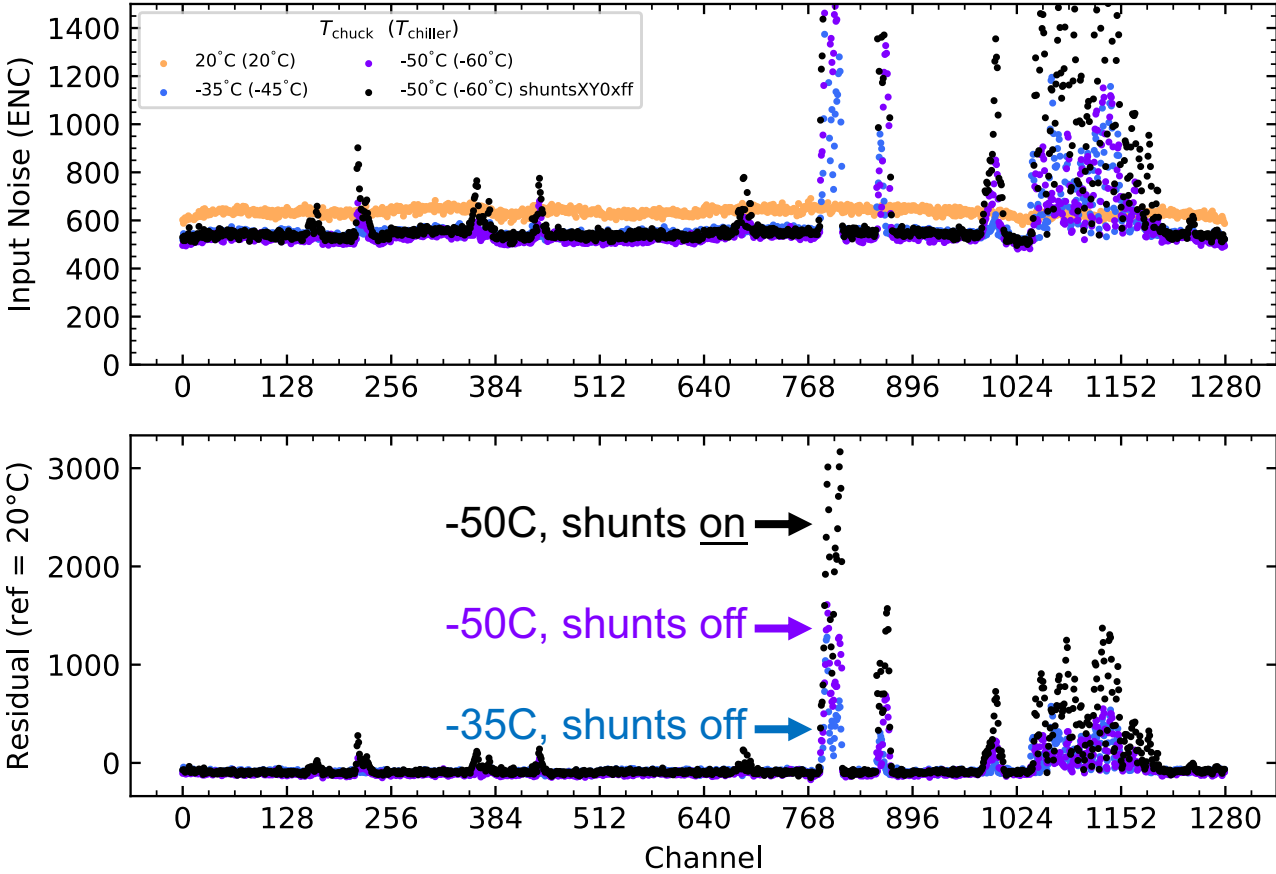 1400
1200
1000
800
600
400
200
0
Input Noise (ENC)
T_chuck (T_chiller)
20°C (20°C)
-35°C (-45°C)
-50°C (-60°C)
-50°C (-60°C) shuntsXY0xff
0 128 256 384 512 640 768 896 1024 1152 1280
3000
2000
1000
0
Residual (ref = 20°C)
-50C, shunts on
-50C, shunts off
-35C, shunts off
0 128 256 384 512 640 768 896 1024 1152 1280
Channel